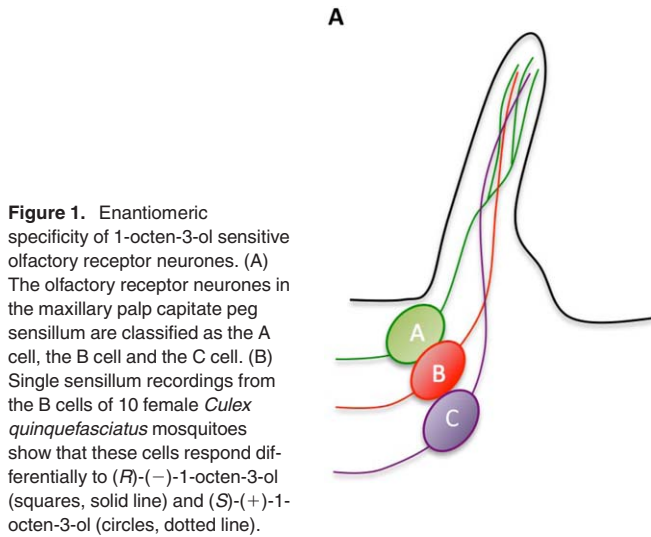 A
Figure 1. Enantiomeric
specificity of 1-octen-3-ol sensitive
olfactory receptor neurones. (A)
The olfactory receptor neurones in
the maxillary palp capitate peg
sensillum are classified as the A
cell, the B cell and the C cell. (B)
Single sensillum recordings from
the B cells of 10 female Culex
quinquefasciatus mosquitoes
show that these cells respond dif-
ferentially to (R)-(−)-1-octen-3-ol
(squares, solid line) and (S)-(+)-1-
octen-3-ol (circles, dotted line).
A
B
C